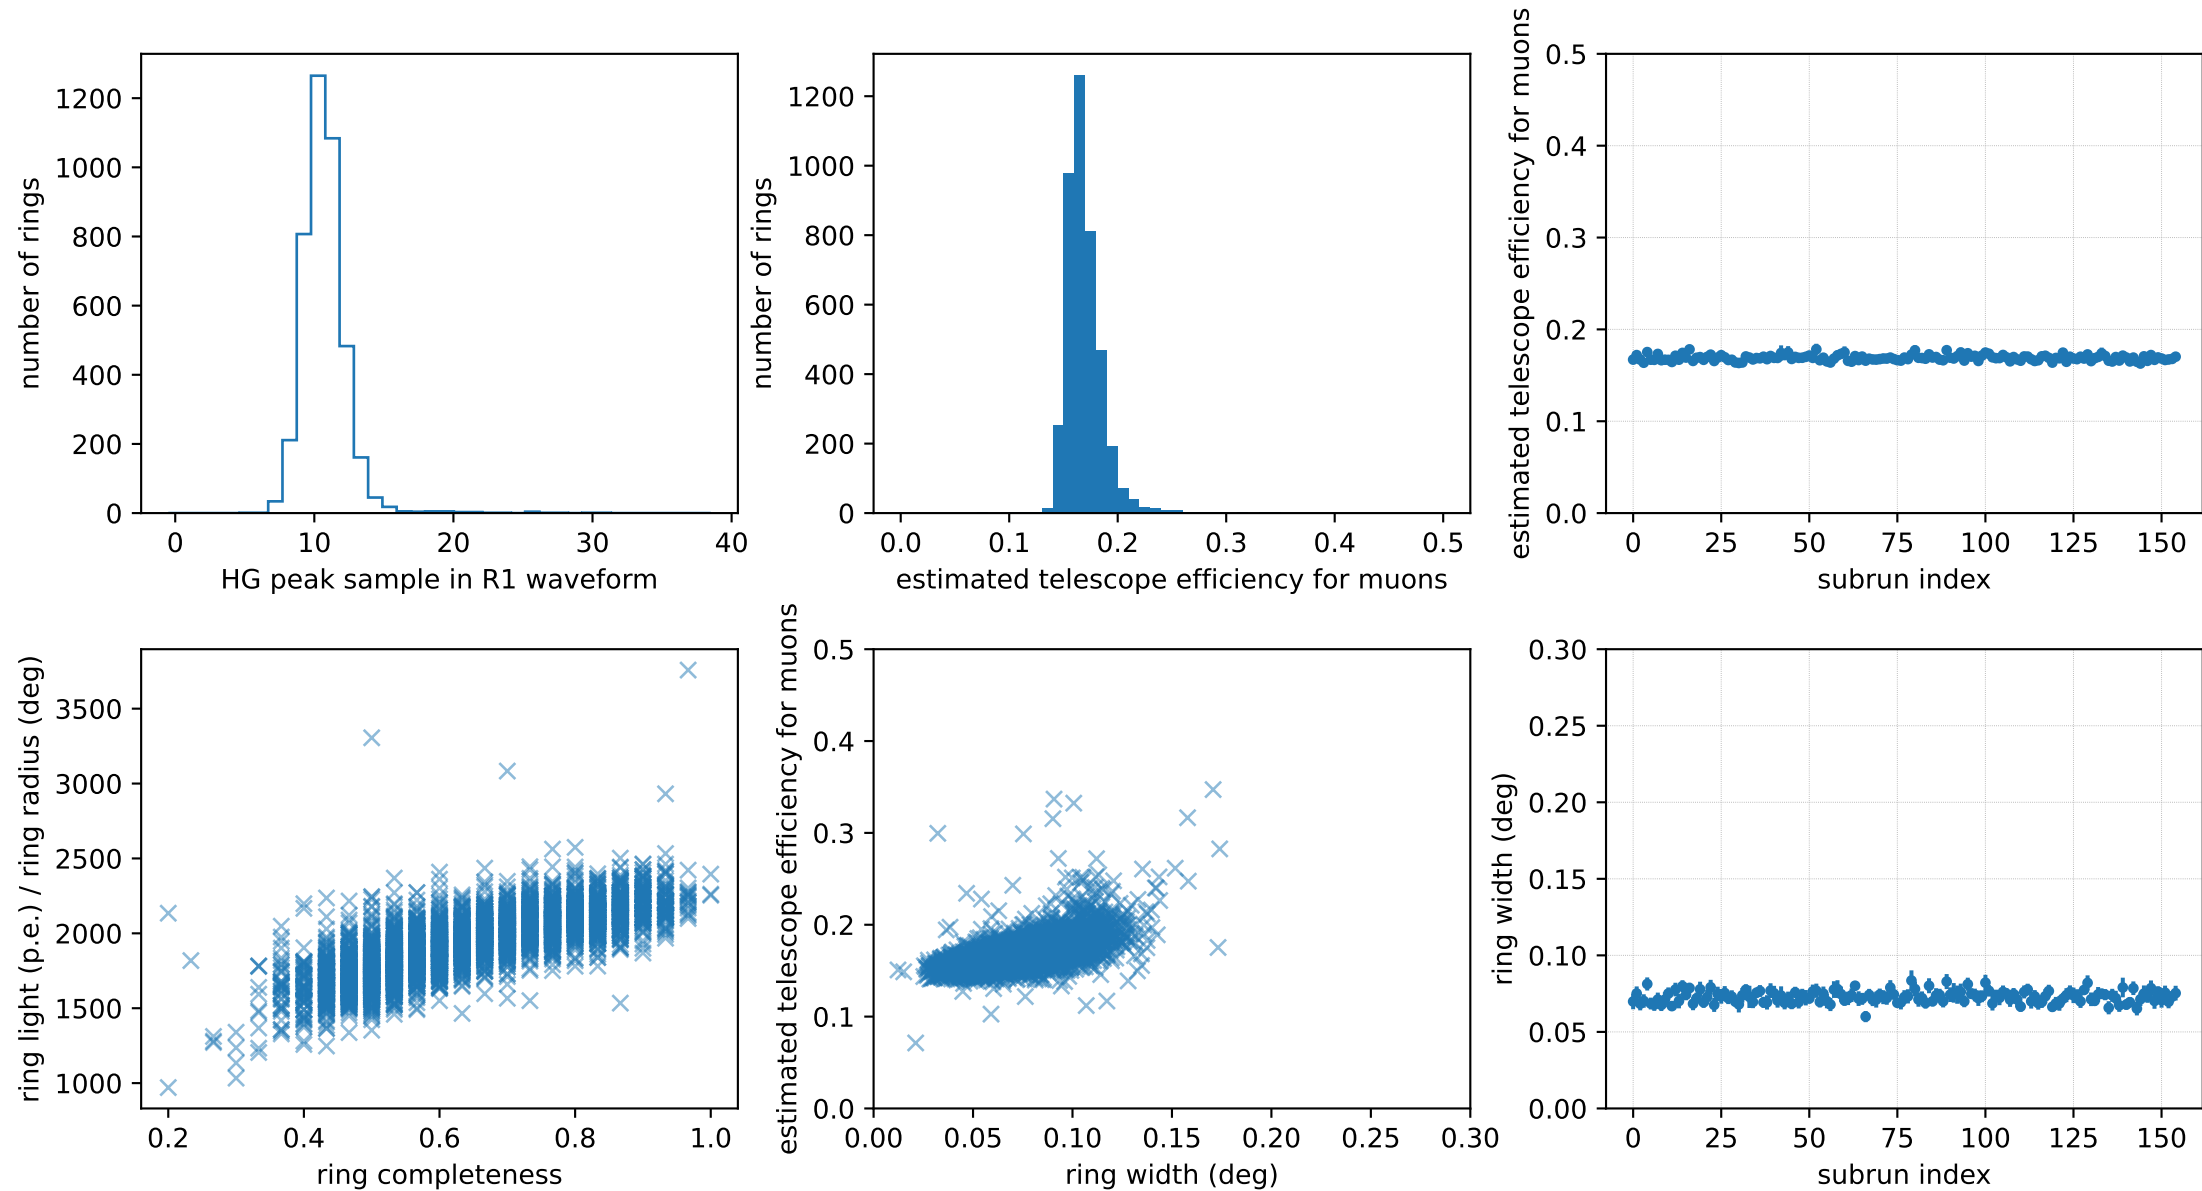 number of rings
1200
1000
800
600
400
200
0
0 10 20 30 40
HG peak sample in R1 waveform
number of rings
1200
1000
800
600
400
200
0
0.0 0.1 0.2 0.3 0.4 0.5
estimated telescope efficiency for muons
estimated telescope efficiency for muons
0.5
0.4
0.3
0.2
0.1
0.0
0 25 50 75 100 125 150
subrun index
ring light (p.e.) / ring radius (deg)
3500
3000
2500
2000
1500
1000
0.2 0.4 0.6 0.8 1.0
ring completeness
estimated telescope efficiency for muons
0.5
0.4
0.3
0.2
0.1
0.0
0.00 0.05 0.10 0.15 0.20 0.25 0.30
ring width (deg)
ring width (deg)
0.30
0.25
0.20
0.15
0.10
0.05
0.00
0 25 50 75 100 125 150
subrun index